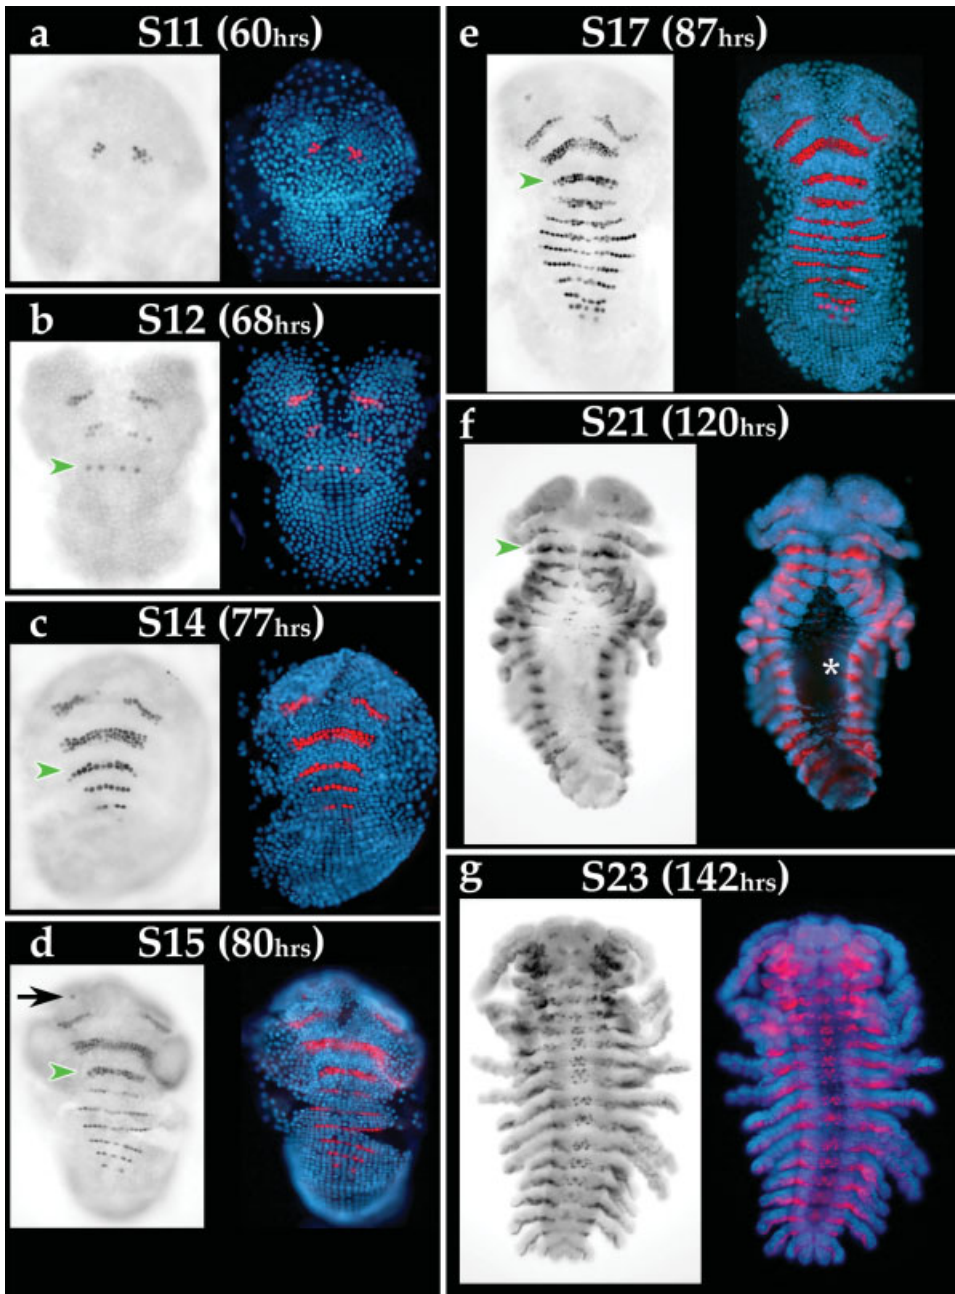 a S11 (60hrs)
b S12 (68hrs)
c S14 (77hrs)
d S15 (80hrs)
e S17 (87hrs)
f S21 (120hrs)
*
g S23 (142hrs)